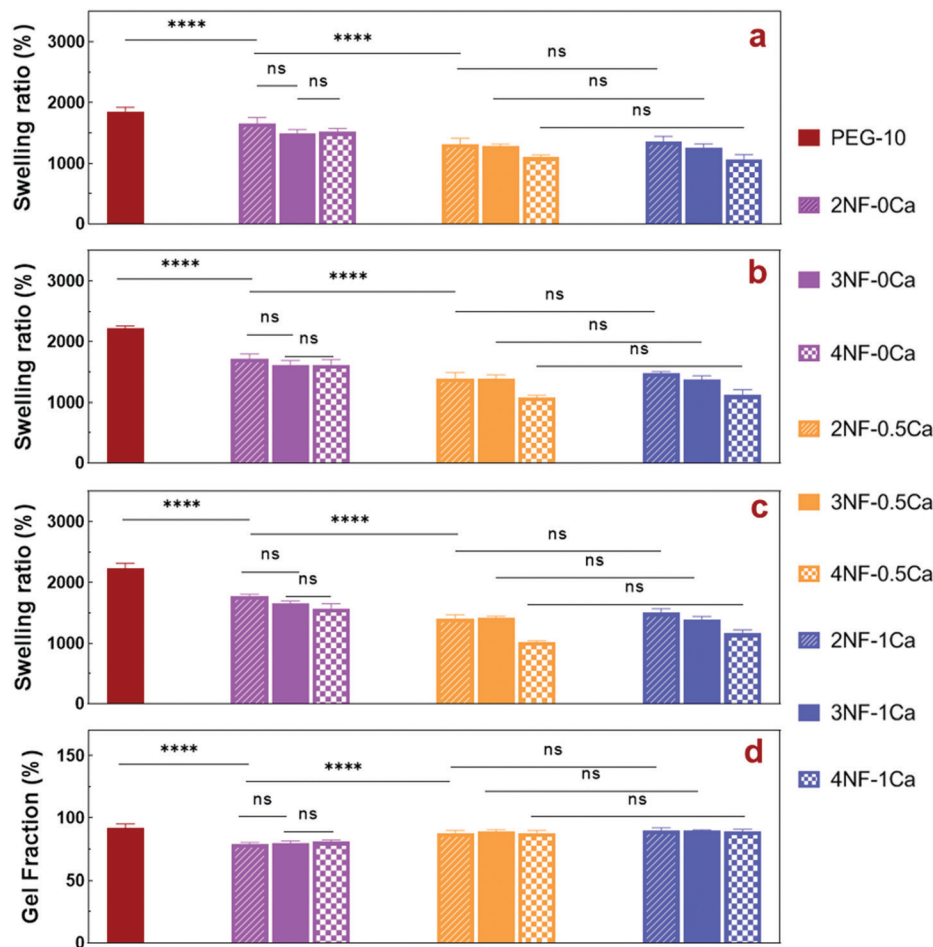 a
Swelling ratio (%)
3000
2000
1000
0
****
****
ns
ns
ns
ns
ns
b
Swelling ratio (%)
3000
2000
1000
0
****
****
ns
ns
ns
ns
ns
c
Swelling ratio (%)
3000
2000
1000
0
****
****
ns
ns
ns
ns
ns
d
Gel Fraction (%)
150
100
50
0
****
****
ns
ns
ns
ns
ns
PEG-10
2NF-0Ca
3NF-0Ca
4NF-0Ca
2NF-0.5Ca
3NF-0.5Ca
4NF-0.5Ca
2NF-1Ca
3NF-1Ca
4NF-1Ca